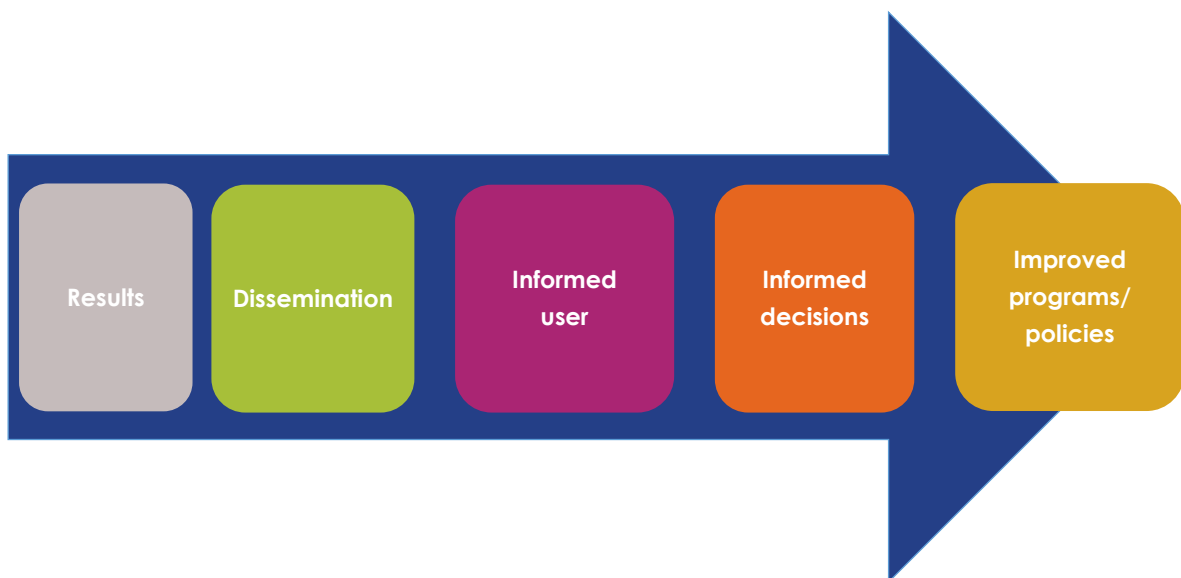 Results
Dissemination
Informed
user
Informed
decisions
Improved
programs/
policies